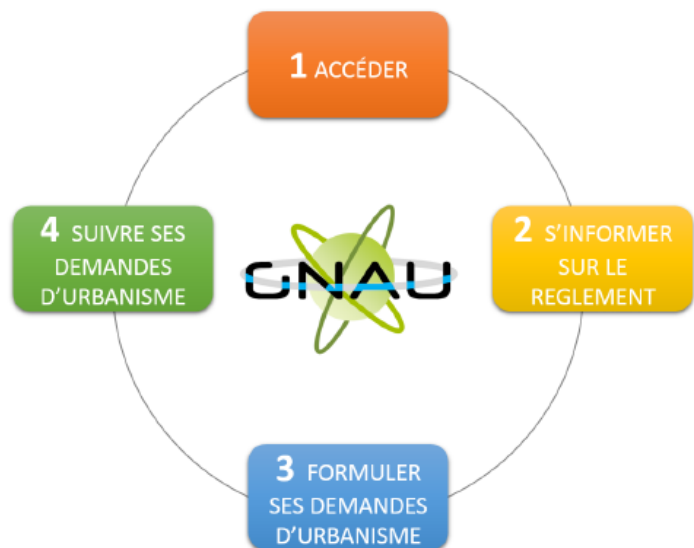 1 ACCÉDER
2 S'INFORMER
SUR LE
REGLEMENT
3 FORMULER
SES DEMANDES
D'URBANISME
4 SUIVRE SES
DEMANDES
D'URBANISME
GNAU